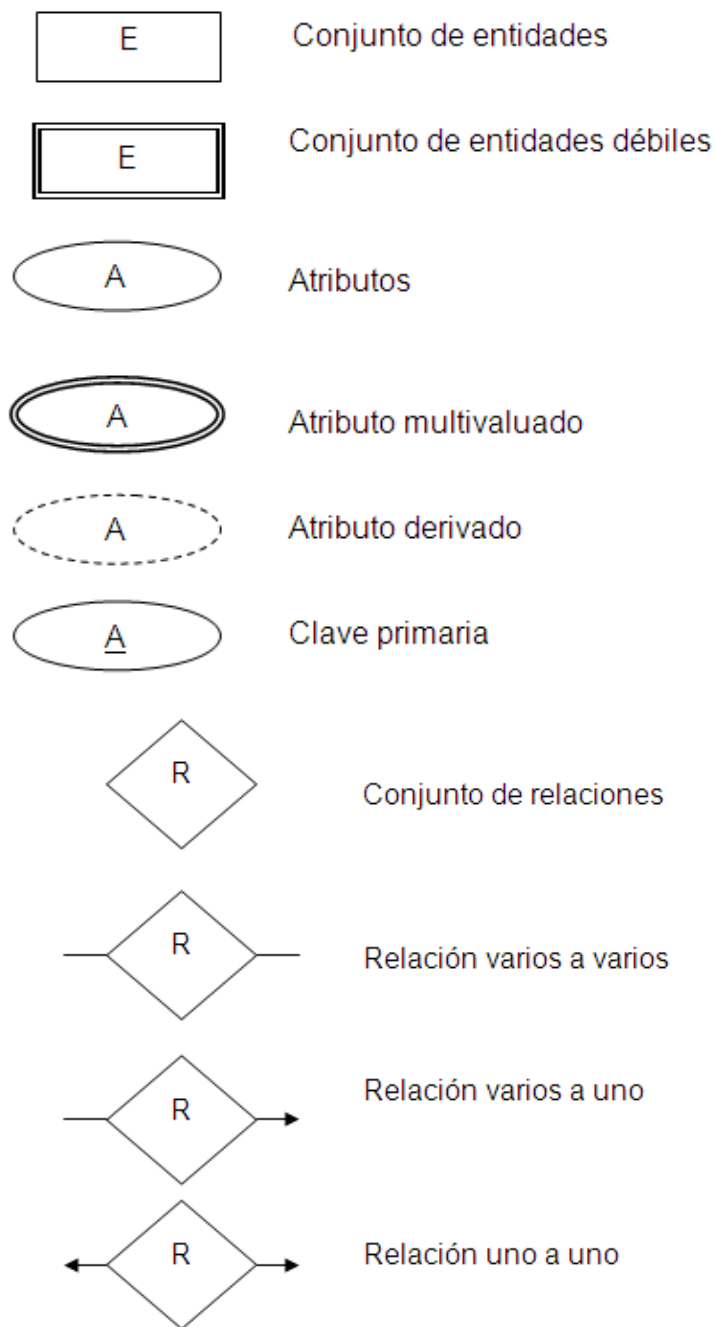 E Conjunto de entidades
E Conjunto de entidades débiles
A Atributos
A Atributo multivaluado
A Atributo derivado
A Clave primaria
R Conjunto de relaciones
R Relación varios a varios
R Relación varios a uno
R Relación uno a uno